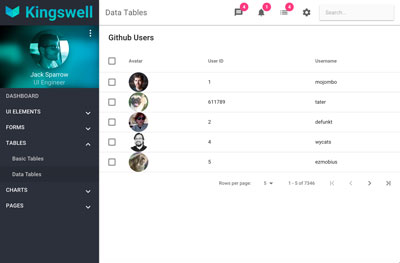 Kingswell
Data Tables
4
5
4
Search...
Jack Sparrow
UI Engineer
DASHBOARD
UI ELEMENTS
FORMS
TABLES
Basic Tables
Data Tables
CHARTS
PAGES
Github Users
Avatar User ID Username
1 mojombo
611789 tater
2 defunkt
4 wycats
5 ezmobius
Rows per page: 5 1 - 5 of 7346